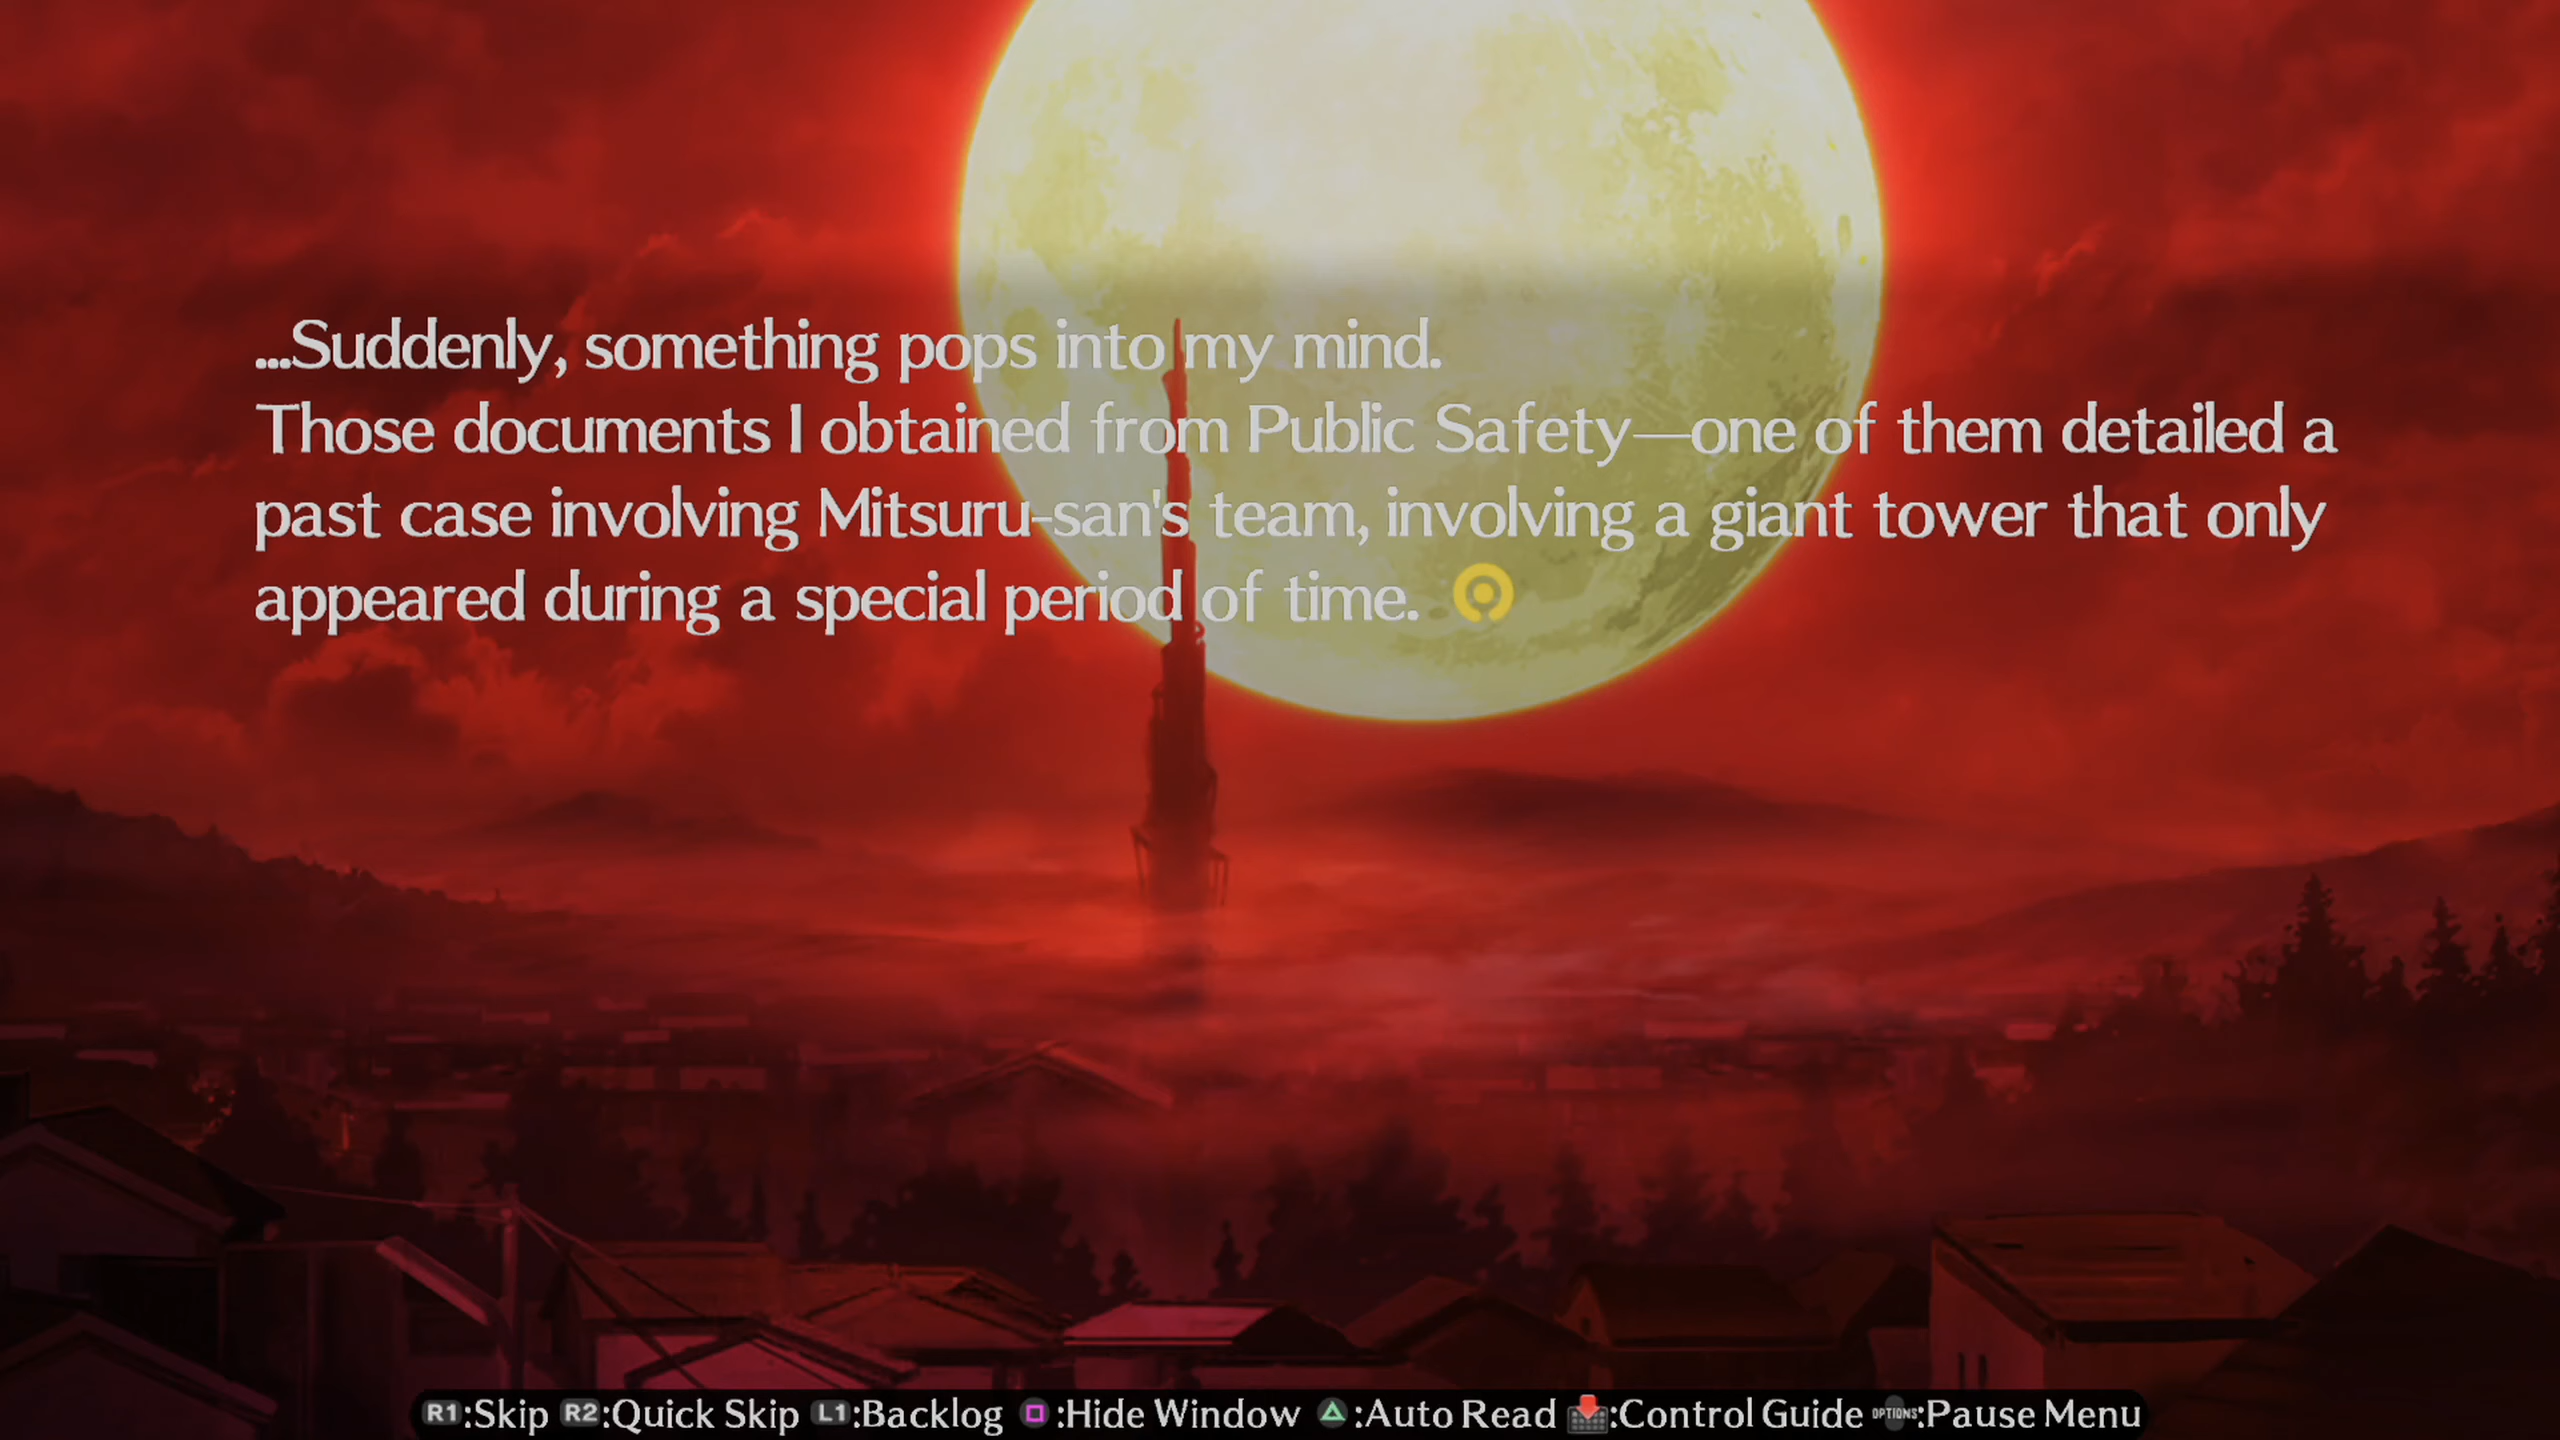 ...Suddenly, something pops into my mind.
Those documents I obtained from Public Safety—one of them detailed a
past case involving Mitsuru-san's team, involving a giant tower that only
appeared during a special period of time.
R1:Skip R2:Quick Skip L1:Backlog :Hide Window :Auto Read :Control Guide OPTIONS:Pause Menu